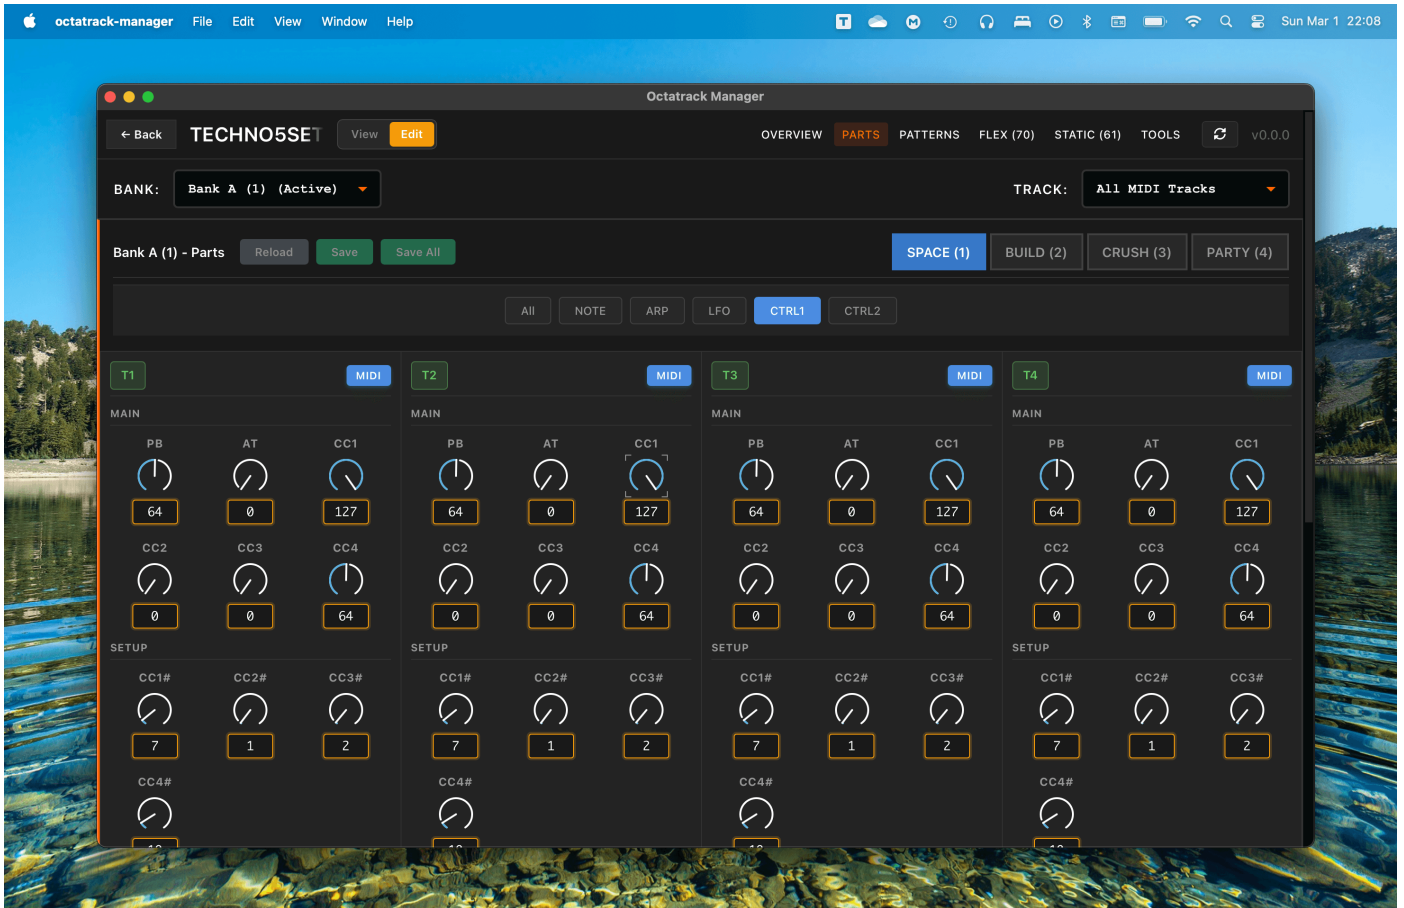 octatrack-manager File Edit View Window Help Sun Mar 1 22:08
Octatrack Manager
← Back TECHNO5SET View Edit OVERVIEW PARTS PATTERNS FLEX (70) STATIC (61) TOOLS v0.0.0
BANK: Bank A (1) (Active) TRACK: All MIDI Tracks
Bank A (1) - Parts Reload Save Save All SPACE (1) BUILD (2) CRUSH (3) PARTY (4)
All NOTE ARP LFO CTRL1 CTRL2
T1 MIDI T2 MIDI T3 MIDI T4 MIDI
MAIN MAIN MAIN MAIN
PB AT CC1 PB AT CC1 PB AT CC1 PB AT CC1
64 0 127 64 0 127 64 0 127 64 0 127
CC2 CC3 CC4 CC2 CC3 CC4 CC2 CC3 CC4 CC2 CC3 CC4
0 0 64 0 0 64 0 0 64 0 0 64
SETUP SETUP SETUP SETUP
CC1# CC2# CC3# CC1# CC2# CC3# CC1# CC2# CC3# CC1# CC2# CC3#
7 1 2 7 1 2 7 1 2 7 1 2
CC4# CC4# CC4# CC4#